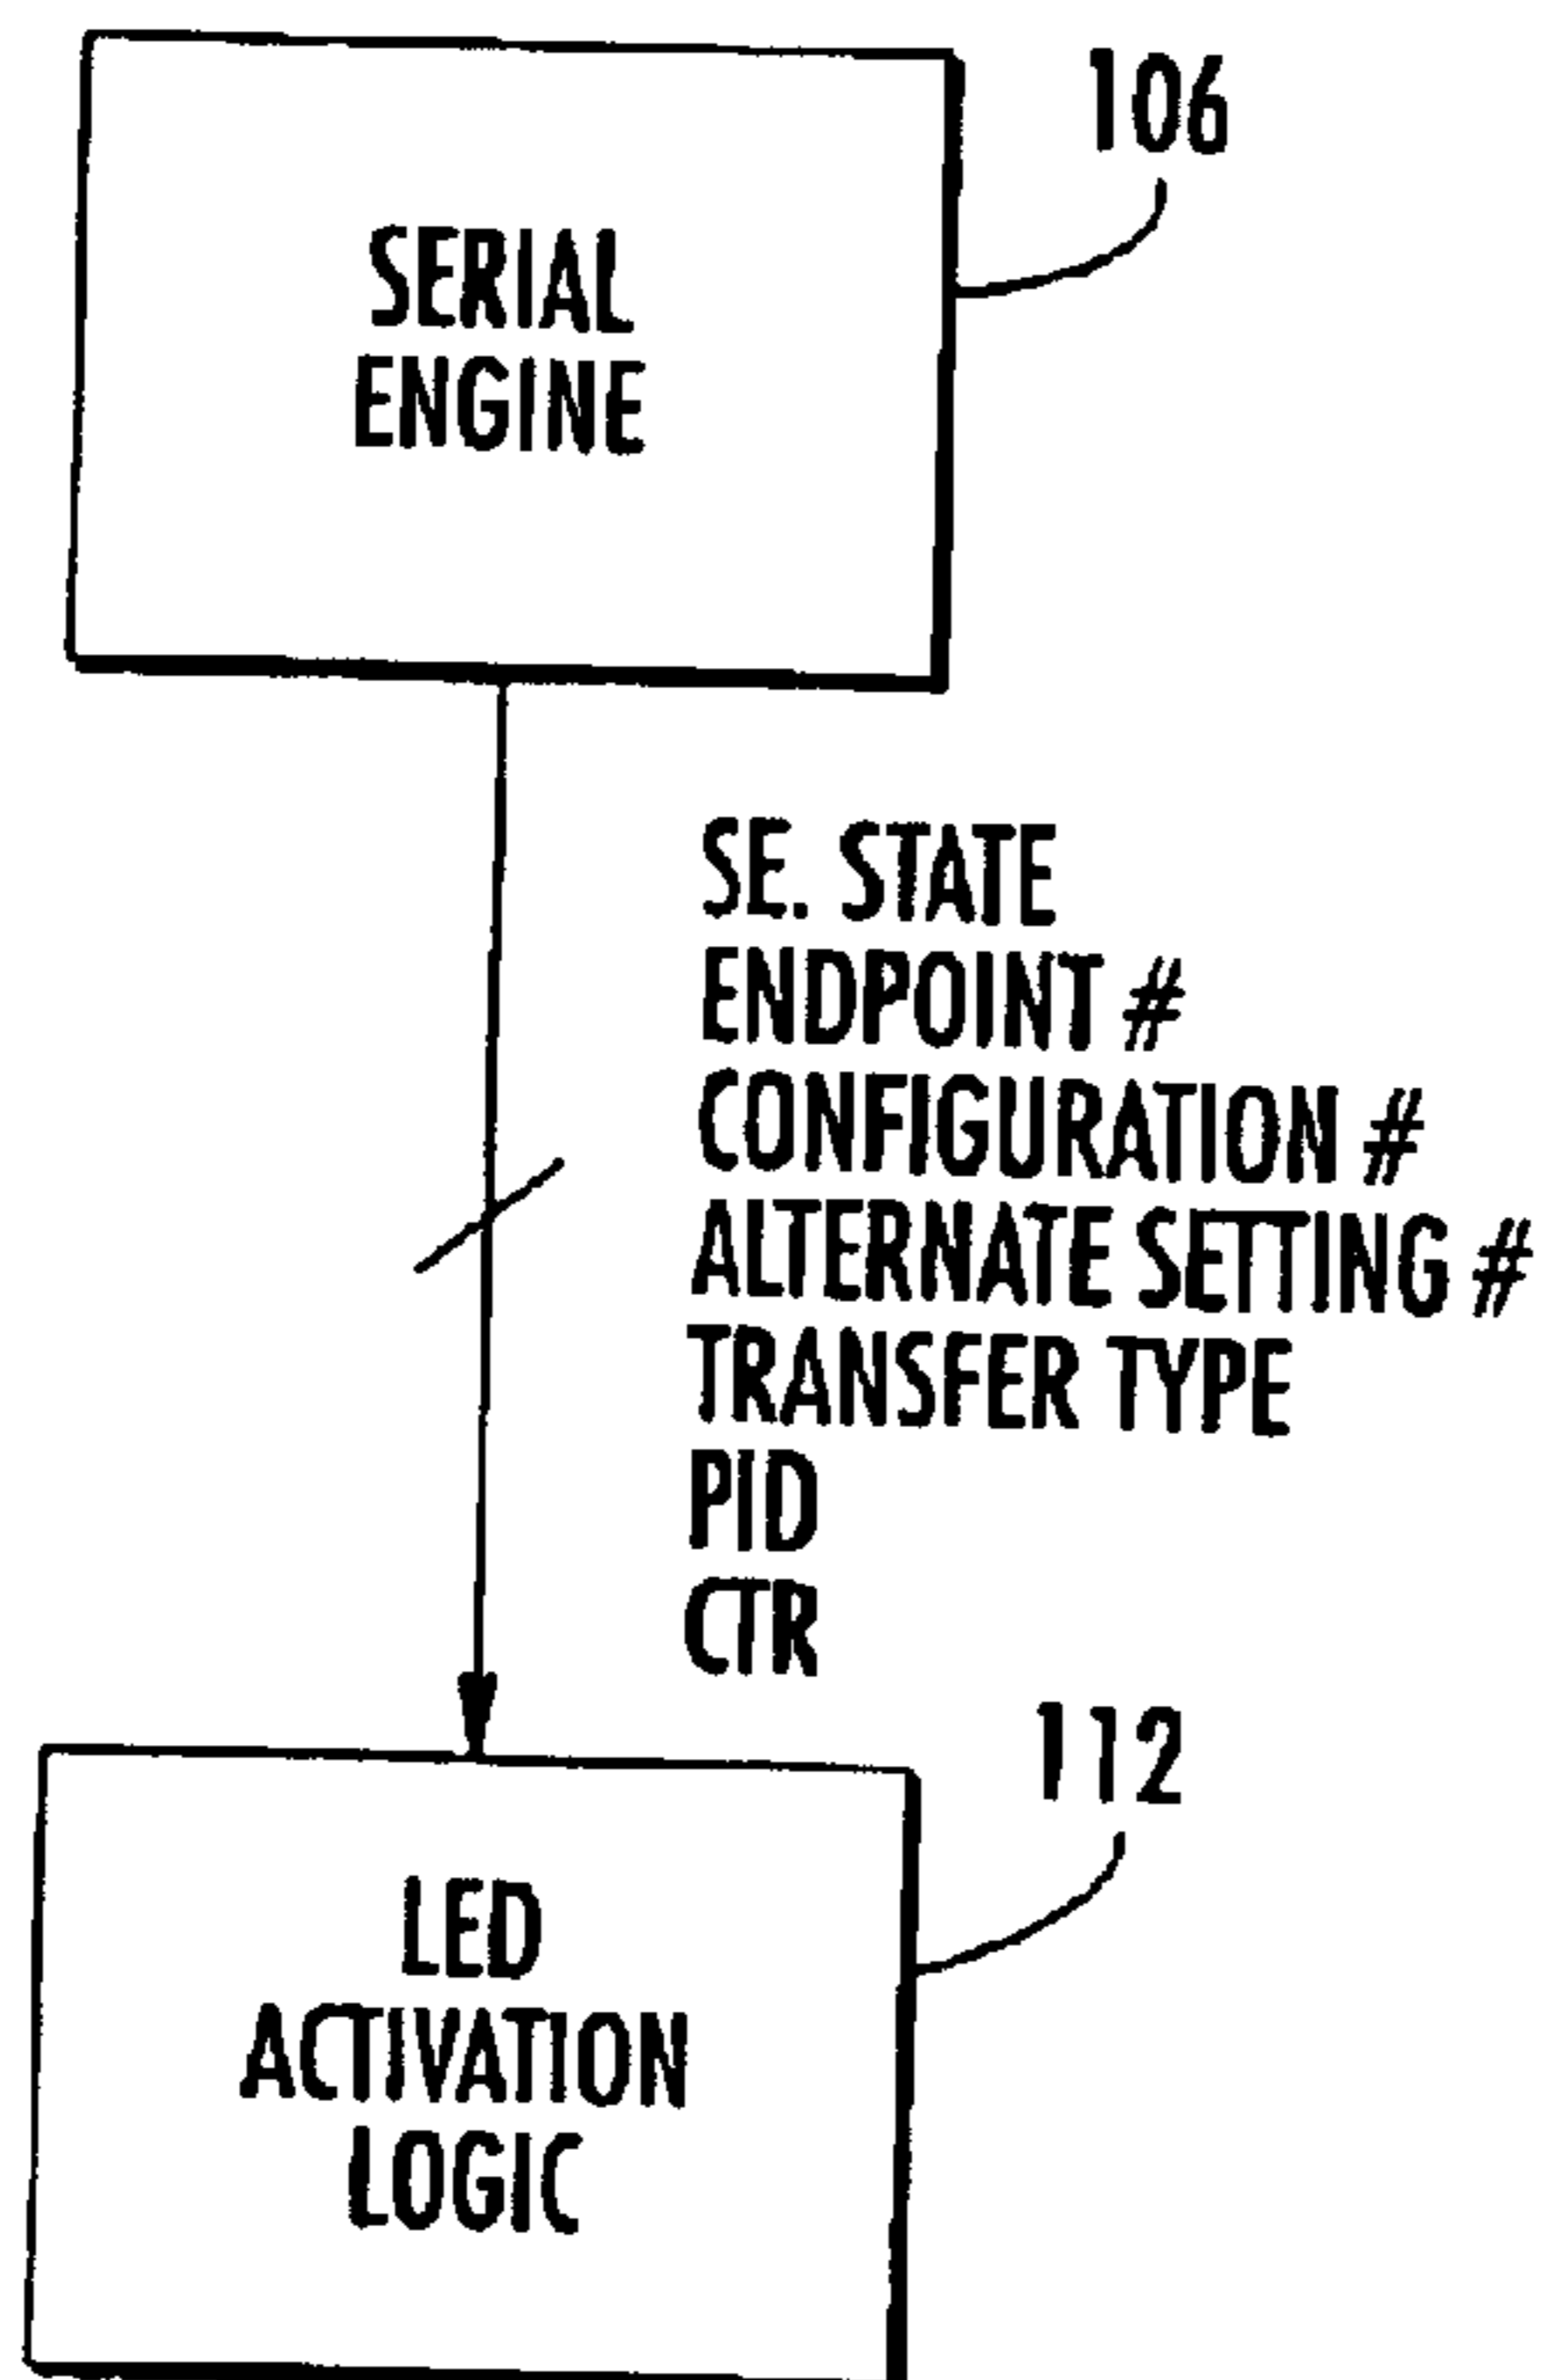 106
SERIAL
ENGINE
SE. STATE
ENDPOINT #
CONFIGURATION #
ALTERNATE SETTING #
TRANSFER TYPE
PID
CTR
112
LED
ACTIVATION
LOGIC